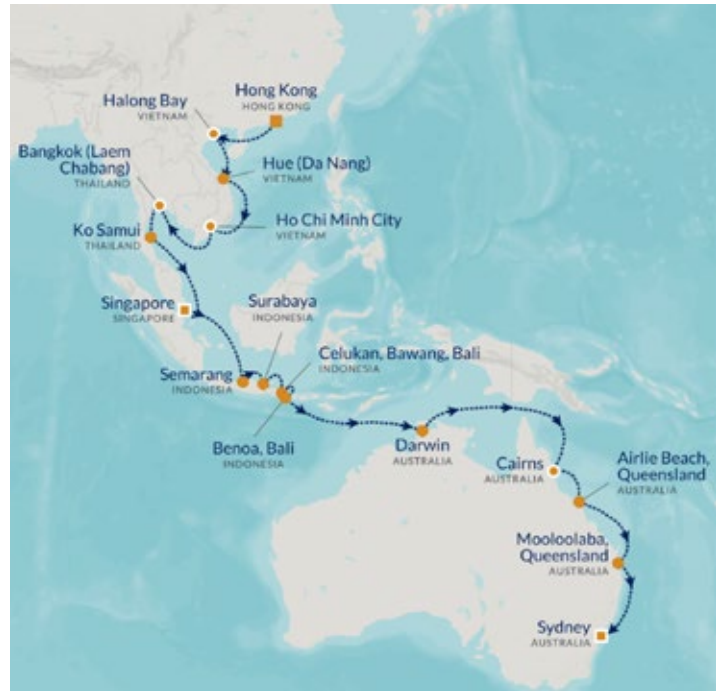 Hong Kong
HONG KONG
Halong Bay
VIETNAM
Hue (Da Nang)
VIETNAM
Bangkok (Laem
Chabang)
THAILAND
Ho Chi Minh City
VIETNAM
Ko Samui
THAILAND
Singapore
SINGAPORE
Surabaya
INDONESIA
Celukan, Bawang, Bali
INDONESIA
Semarang
INDONESIA
Benoa, Bali
INDONESIA
Darwin
AUSTRALIA
Cairns
AUSTRALIA
Airlie Beach,
Queensland
AUSTRALIA
Mooloolaba,
Queensland
AUSTRALIA
Sydney
AUSTRALIA